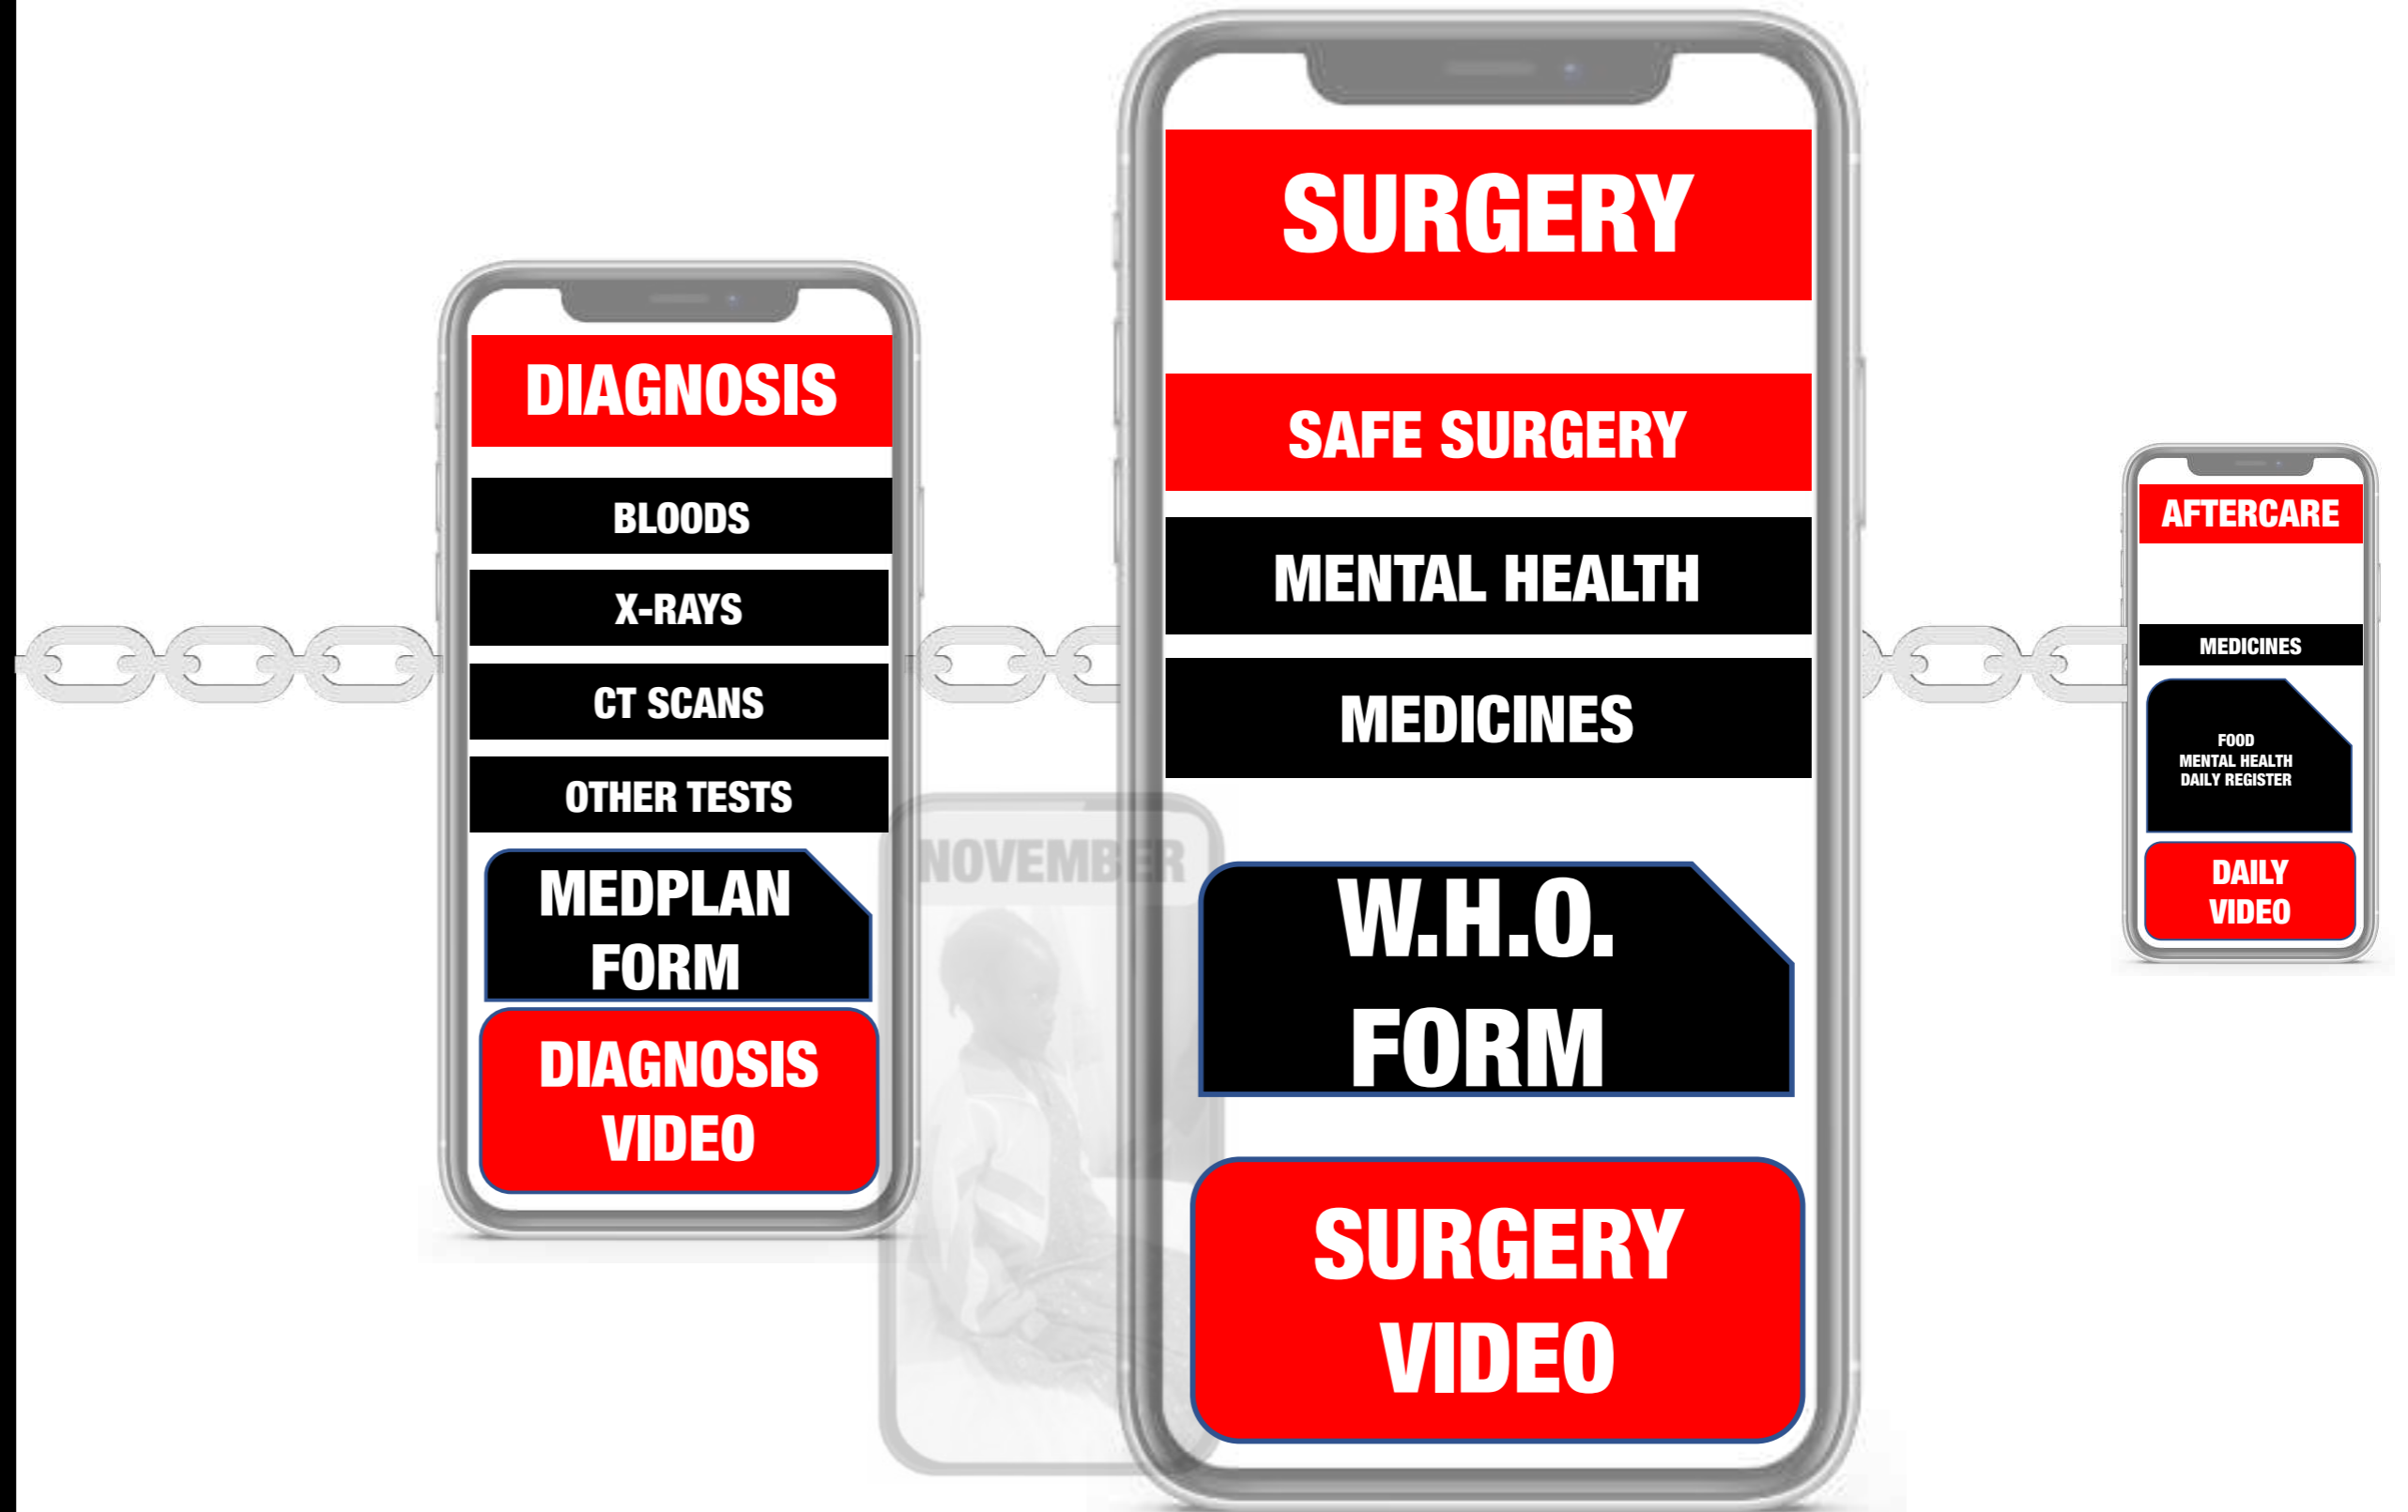 DIAGNOSIS
BLOODS
X-RAYS
CT SCANS
OTHER TESTS
MEDPLAN
FORM
DIAGNOSIS
VIDEO
NOVEMBER
SURGERY
SAFE SURGERY
MENTAL HEALTH
MEDICINES
W.H.O.
FORM
SURGERY
VIDEO
AFTERCARE
MEDICINES
FOOD
MENTAL HEALTH
DAILY REGISTER
DAILY
VIDEO